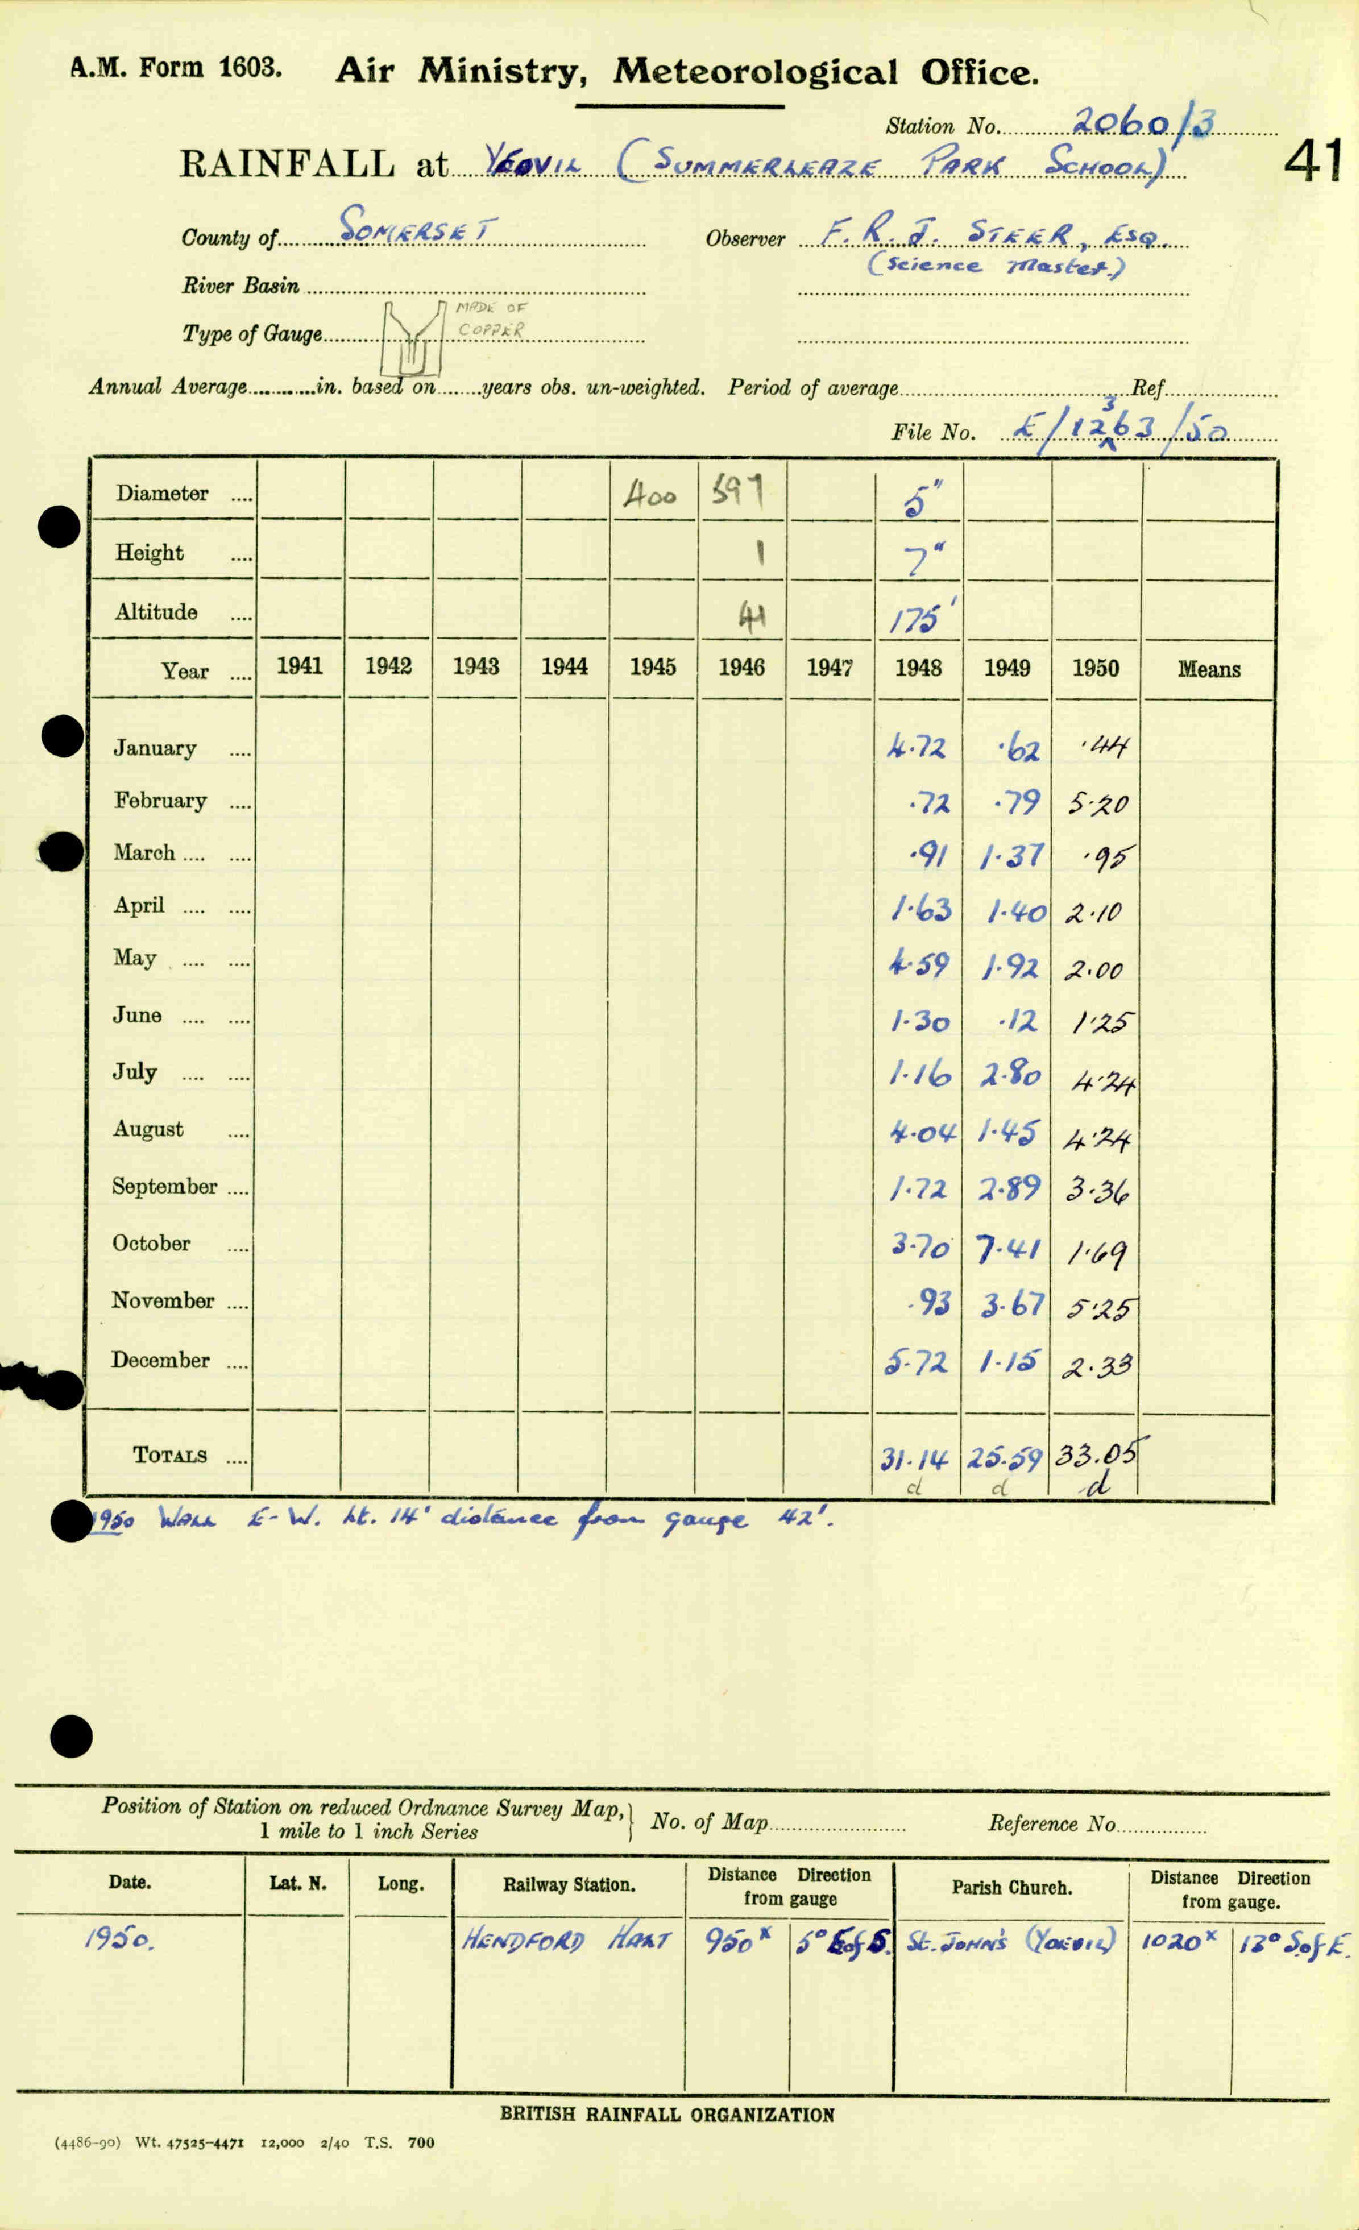 A.M. Form 1603. Air Ministry, Meteorological Office.
Station No. 2060/3
RAINFALL at YEOVIL (SUMMERLEAZE PARK SCHOOL) 41
County of SOMERSET Observer F. R. J. STEER, ESQ.
(Science Master.)
River Basin
MADE OF
Type of Gauge COPPER
Annual Average in. based on years obs. un-weighted. Period of average Ref
3
File No. E/1263/50
Diameter .... 400 397 5"
Height .... 1 7"
Altitude .... 41 175'
Year .... 1941 1942 1943 1944 1945 1946 1947 1948 1949 1950 Means
January .... 4.72 .62 .44
February .... .72 .79 5.20
March .... .... .91 1.37 .95
April .... .... 1.63 1.40 2.10
May .... .... 4.59 1.92 2.00
June .... .... 1.30 .12 1.25
July .... .... 1.16 2.80 4.24
August .... 4.04 1.45 4.24
September .... 1.72 2.89 3.36
October .... 3.70 7.41 1.69
November .... .93 3.67 5.25
December .... 5.72 1.15 2.33
TOTALS .... 31.14 25.59 33.05
d d d
1950 WALL E-W. ht. 14' distance from gauge 42'.
Position of Station on reduced Ordnance Survey Map, No. of Map Reference No.
1 mile to 1 inch Series
Date. Lat. N. Long. Railway Station. Distance Direction from gauge Parish Church. Distance Direction from gauge.
1950. HENDFORD HALT 950x 5° E of S. St. JOHN'S (YOEVIL) 1020x 13° S. of E.
BRITISH RAINFALL ORGANIZATION
(4486-90) Wt. 47525-4471 12,000 2/40 T.S. 700